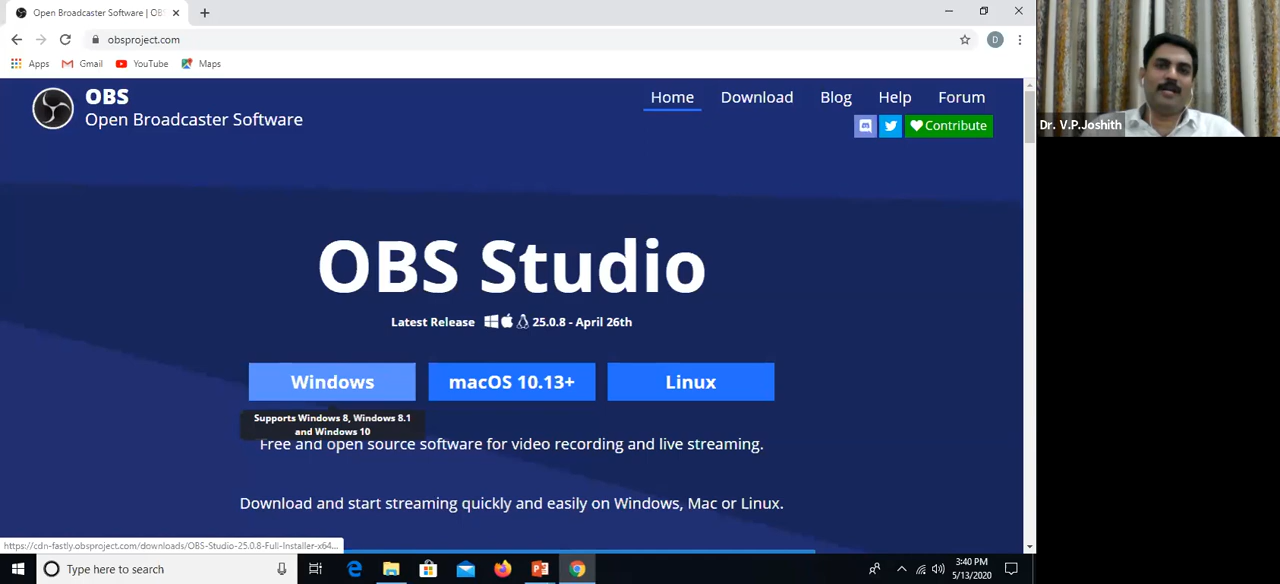 Open Broadcaster Software | OBS
obsproject.com
D
Apps
Gmail
YouTube
Maps
OBS
Open Broadcaster Software
Home
Download
Blog
Help
Forum
Contribute
OBS Studio
Latest Release 25.0.8 - April 26th
Windows
macOS 10.13+
Linux
Supports Windows 8, Windows 8.1
and Windows 10
Free and open source software for video recording and live streaming.
Download and start streaming quickly and easily on Windows, Mac or Linux.
https://cdn-fastly.obsproject.com/downloads/OBS-Studio-25.0.8-Full-Installer-x64...
Type here to search
3:40 PM
5/13/2020
Dr. V.P.Joshith